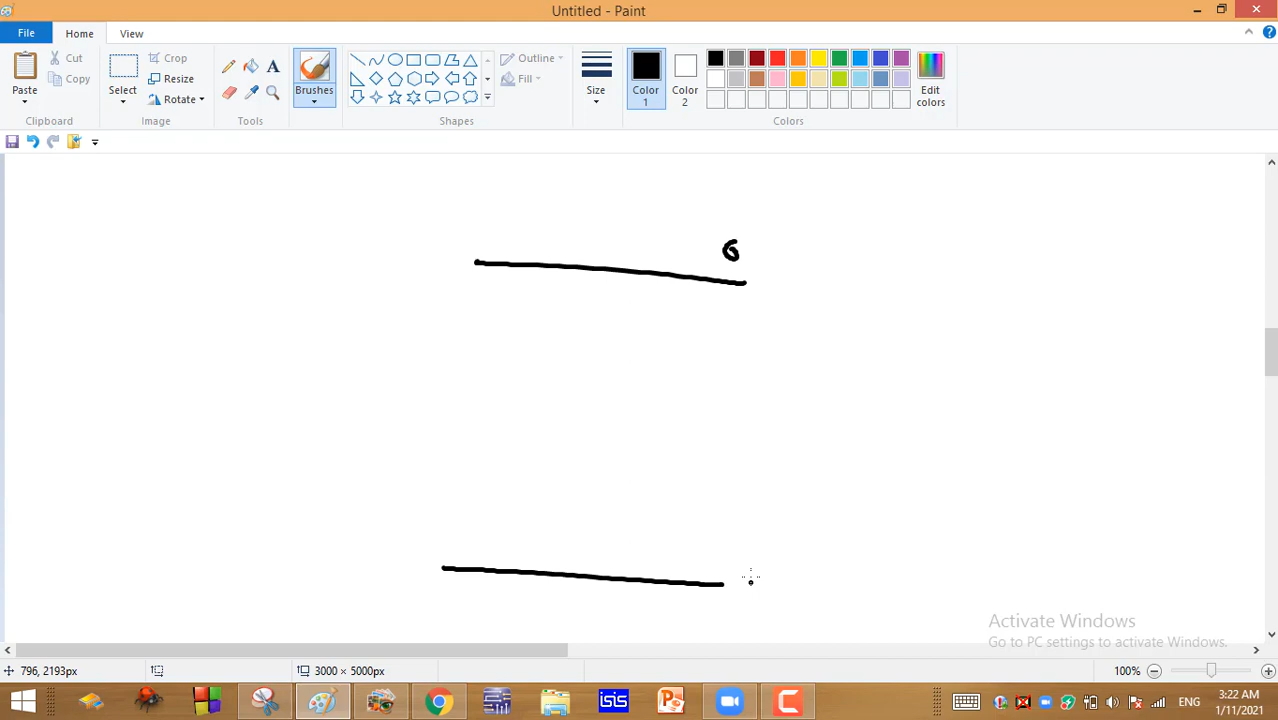 Untitled - Paint
File
Home
View
Paste
Cut
Copy
Clipboard
Select
Crop
Resize
Rotate
Image
A
Tools
Brushes
Outline
Fill
Shapes
Size
Color 1
Color 2
Edit colors
Colors
6
Activate Windows
Go to PC settings to activate Windows.
796, 2193px
3000 × 5000px
100%
isis
ENG
3:22 AM
1/11/2021